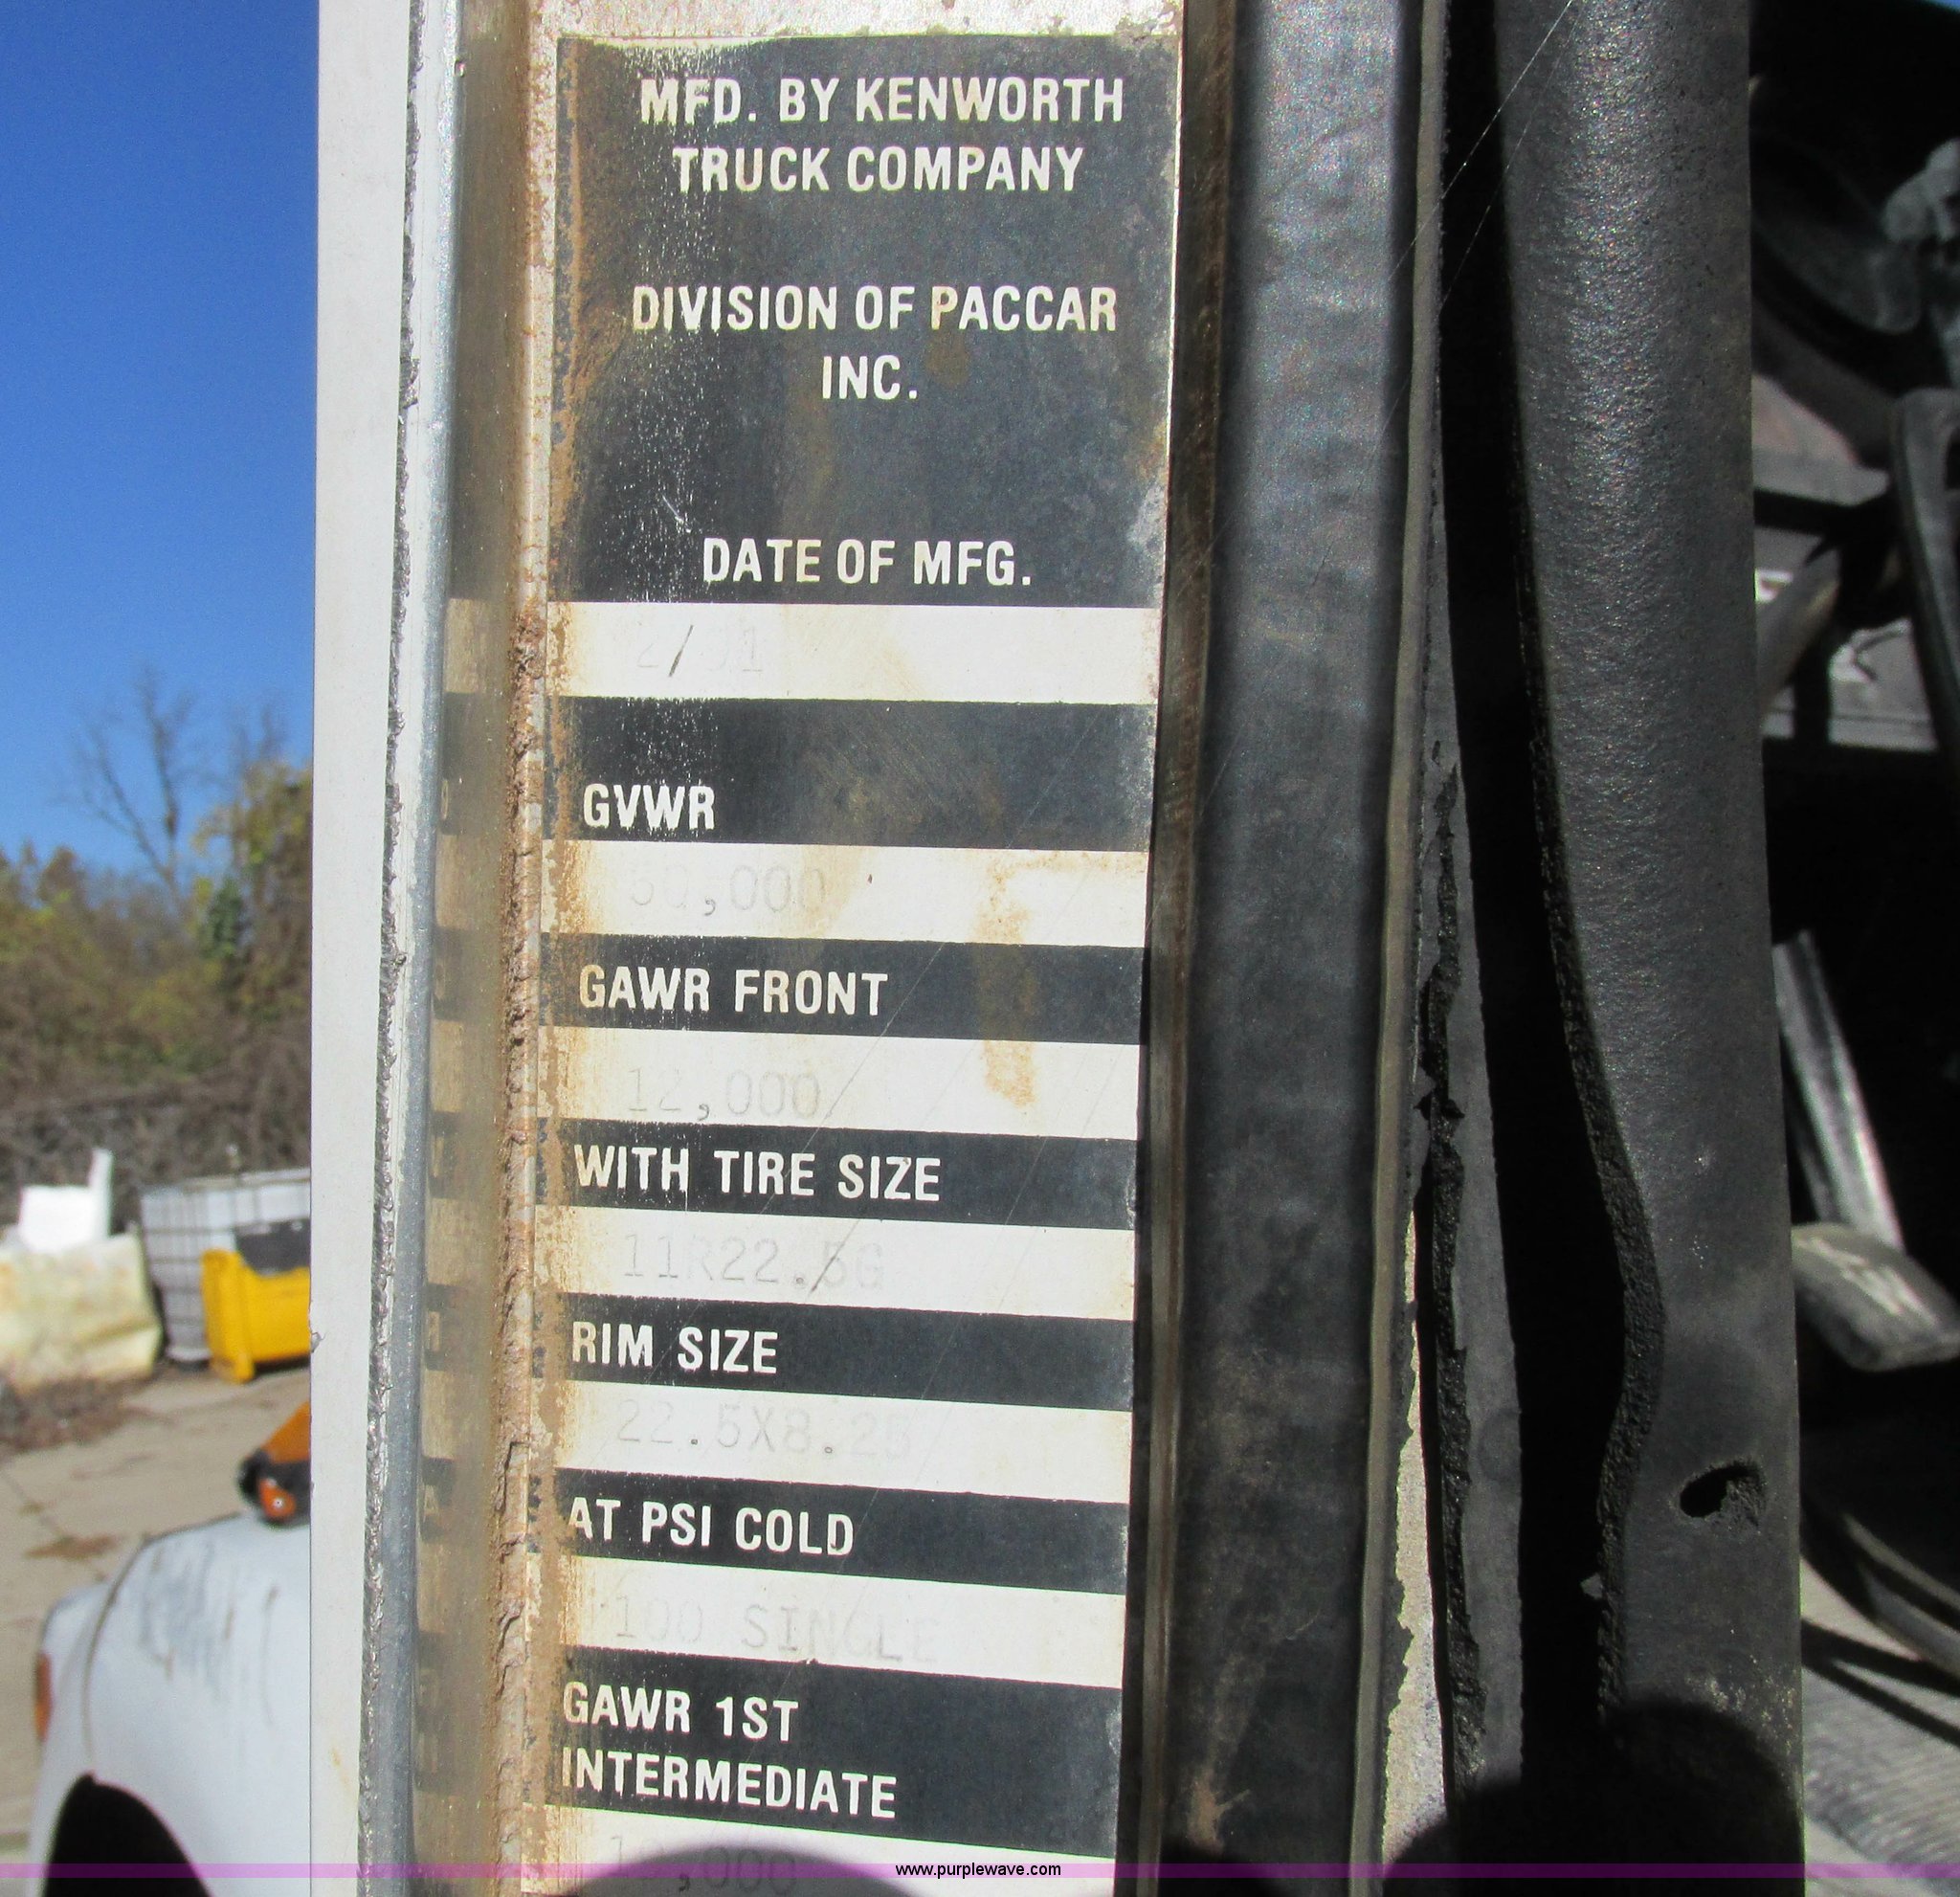 MFD. BY KENWORTH
TRUCK COMPANY
DIVISION OF PACCAR
INC.
DATE OF MFG.
GVWR
50,000
GAWR FRONT
12,000
WITH TIRE SIZE
11R22.5G
RIM SIZE
22.5X8.25
AT PSI COLD
100 SINGLE
GAWR 1ST
INTERMEDIATE
www.purplewave.com